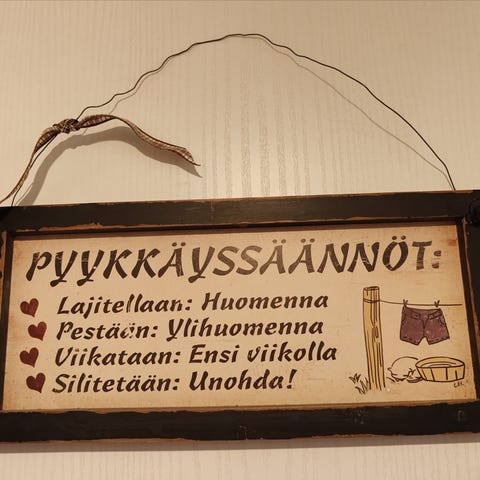 PYYKKÄYSSÄÄNNÖT:
Lajitellaan: Huomenna
Pestään: Ylihuomenna
Viikataan: Ensi viikolla
Silitetään: Unohda!